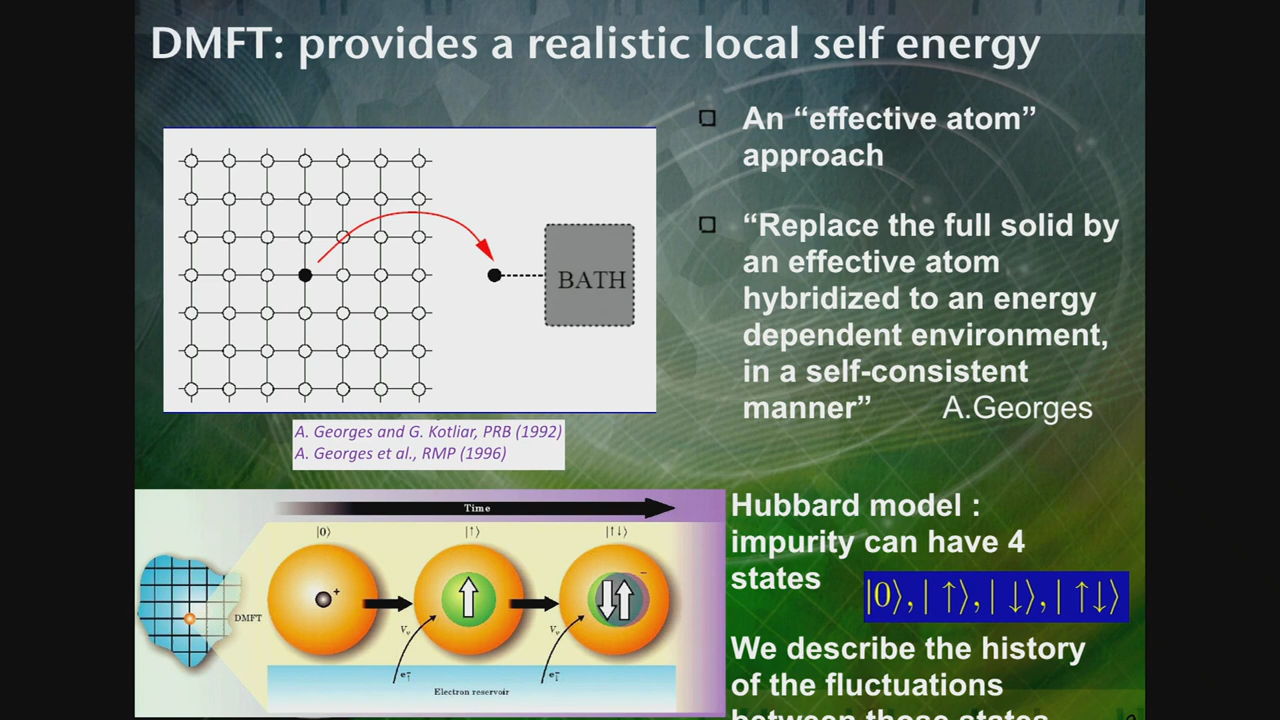 DMFT: provides a realistic local self energy
An “effective atom”
approach
“Replace the full solid by
an effective atom
hybridized to an energy
dependent environment,
in a self-consistent
manner” A.Georges
BATH
A. Georges and G. Kotliar, PRB (1992)
A. Georges et al., RMP (1996)
Time
|0⟩ |↑⟩ |↑↓⟩
+
−
DMFT
Vν Vν
e↑− e↑−
Electron reservoir
Hubbard model :
impurity can have 4
states |0⟩, |↑⟩, |↓⟩, |↑↓⟩
We describe the history
of the fluctuations
between those states